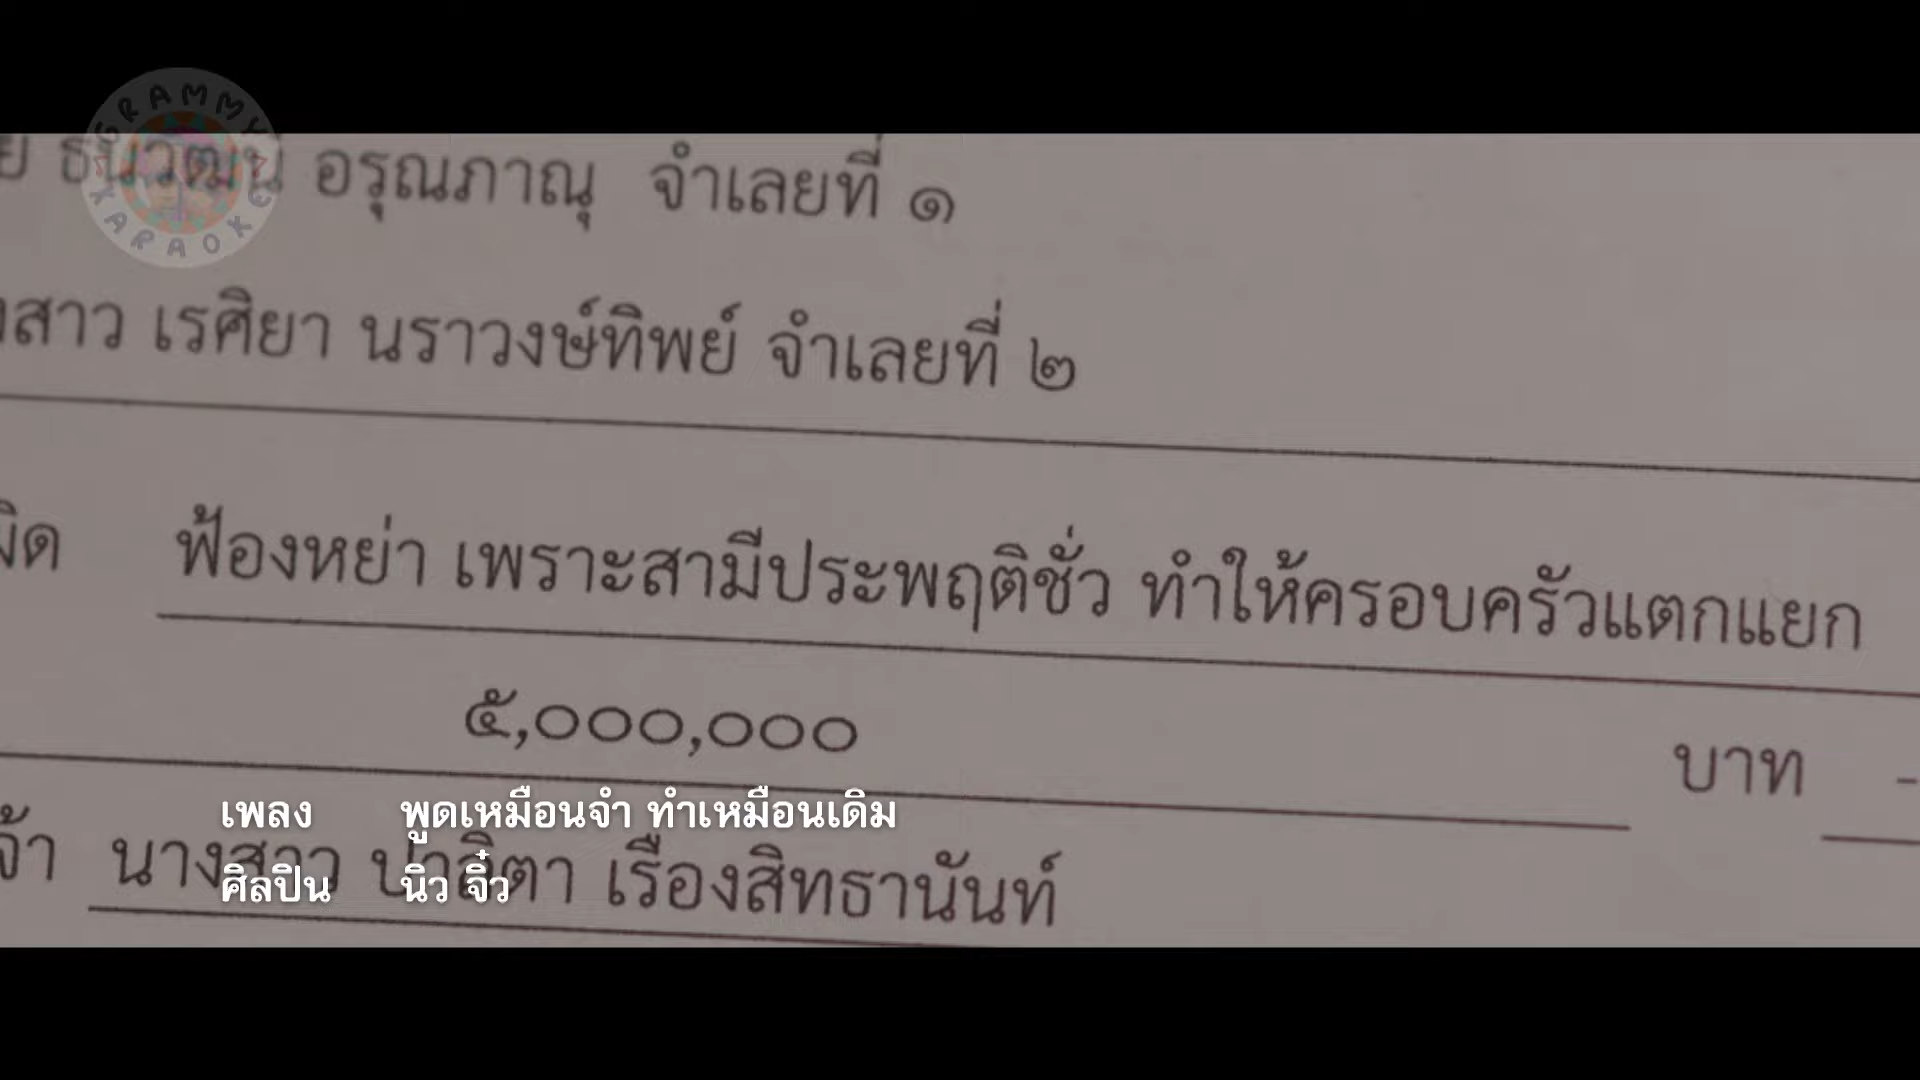 GRAMMY KARAOKE
อรุณภาณุ จำเลยที่ ๑
เรศิยา นราวงษ์ทิพย์ จำเลยที่ ๒
ฟ้องหย่า เพราะสามีประพฤติชั่ว ทำให้ครอบครัวแตกแยก
๕,๐๐๐,๐๐๐ บาท -
เพลง พูดเหมือนจำ ทำเหมือนเดิม
นางสาว เรืองสิทธานันท์
ศิลปิน นิว จิ๋ว